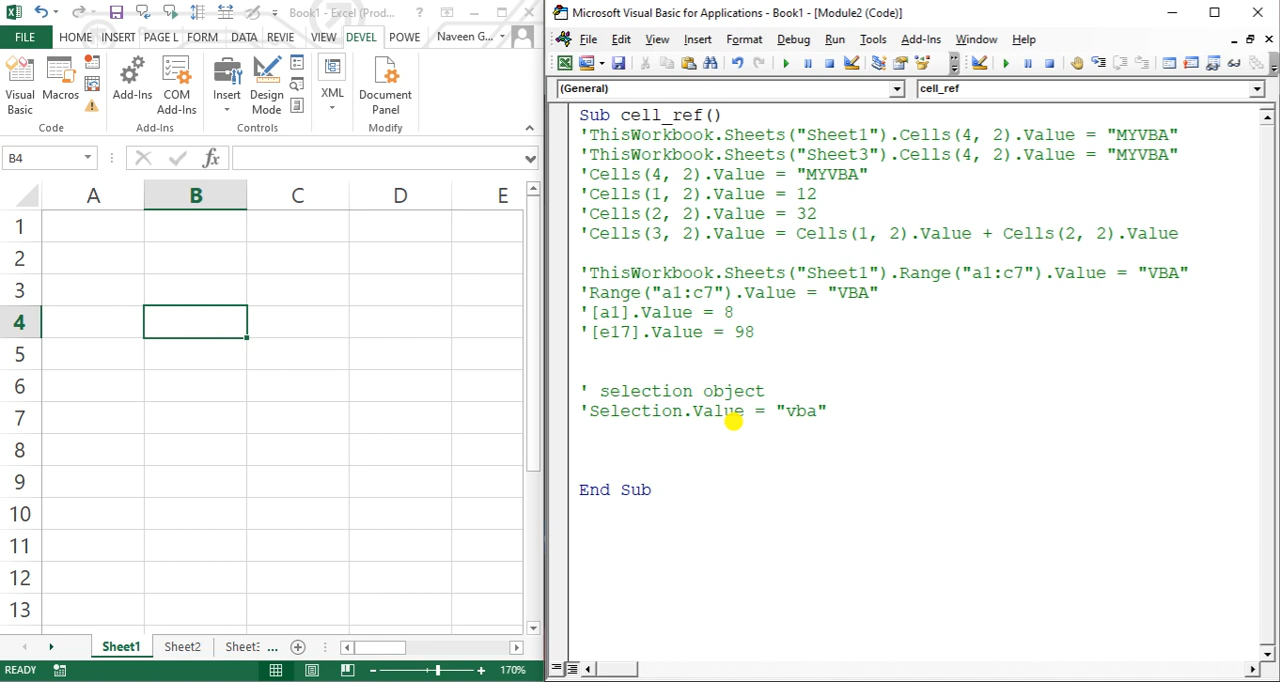 Book1 - Excel (Prod...
FILE HOME INSERT PAGE L FORM DATA REVIE VIEW DEVEL POWE Naveen G...
Visual Basic
Macros
Code
Add-Ins
COM Add-Ins
Add-Ins
Insert
Design Mode
Controls
XML
Document Panel
Modify
B4
fx
A B C D E
1
2
3
4
5
6
7
8
9
10
11
12
13
Sheet1 Sheet2 Sheet3 ...
READY
170%
Microsoft Visual Basic for Applications - Book1 - [Module2 (Code)]
File Edit View Insert Format Debug Run Tools Add-Ins Window Help
(General) cell_ref
Sub cell_ref()
'ThisWorkbook.Sheets("Sheet1").Cells(4, 2).Value = "MYVBA"
'ThisWorkbook.Sheets("Sheet3").Cells(4, 2).Value = "MYVBA"
'Cells(4, 2).Value = "MYVBA"
'Cells(1, 2).Value = 12
'Cells(2, 2).Value = 32
'Cells(3, 2).Value = Cells(1, 2).Value + Cells(2, 2).Value
'ThisWorkbook.Sheets("Sheet1").Range("a1:c7").Value = "VBA"
'Range("a1:c7").Value = "VBA"
'[a1].Value = 8
'[e17].Value = 98
' selection object
'Selection.Value = "vba"
End Sub